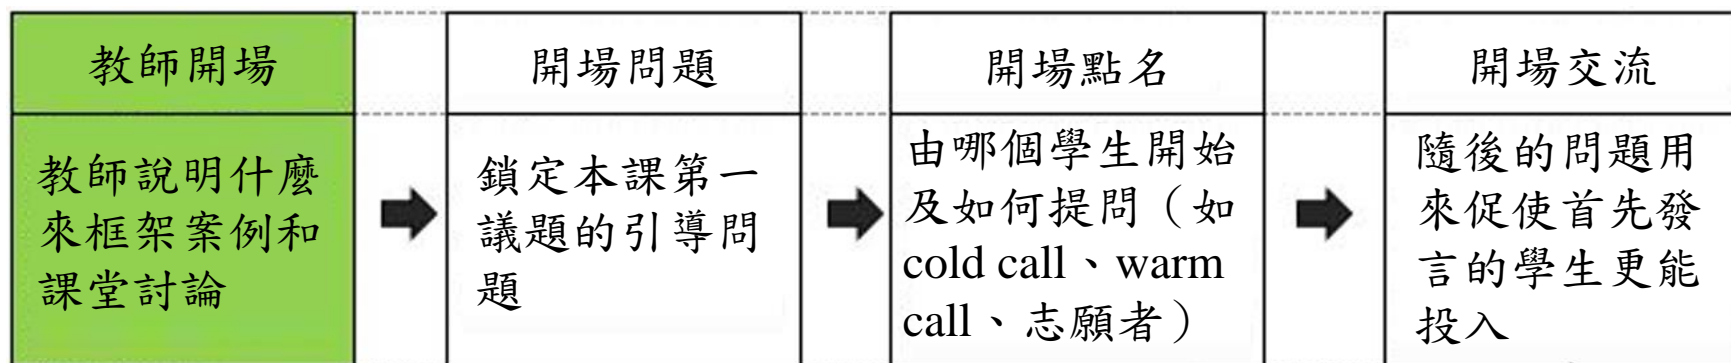 教師開場
教師說明什麼
來框架案例和
課堂討論
開場問題
鎖定本課第一
議題的引導問
題
開場點名
由哪個學生開始
及如何提問（如
cold call、warm
call、志願者）
開場交流
隨後的問題用
來促使首先發
言的學生更能
投入